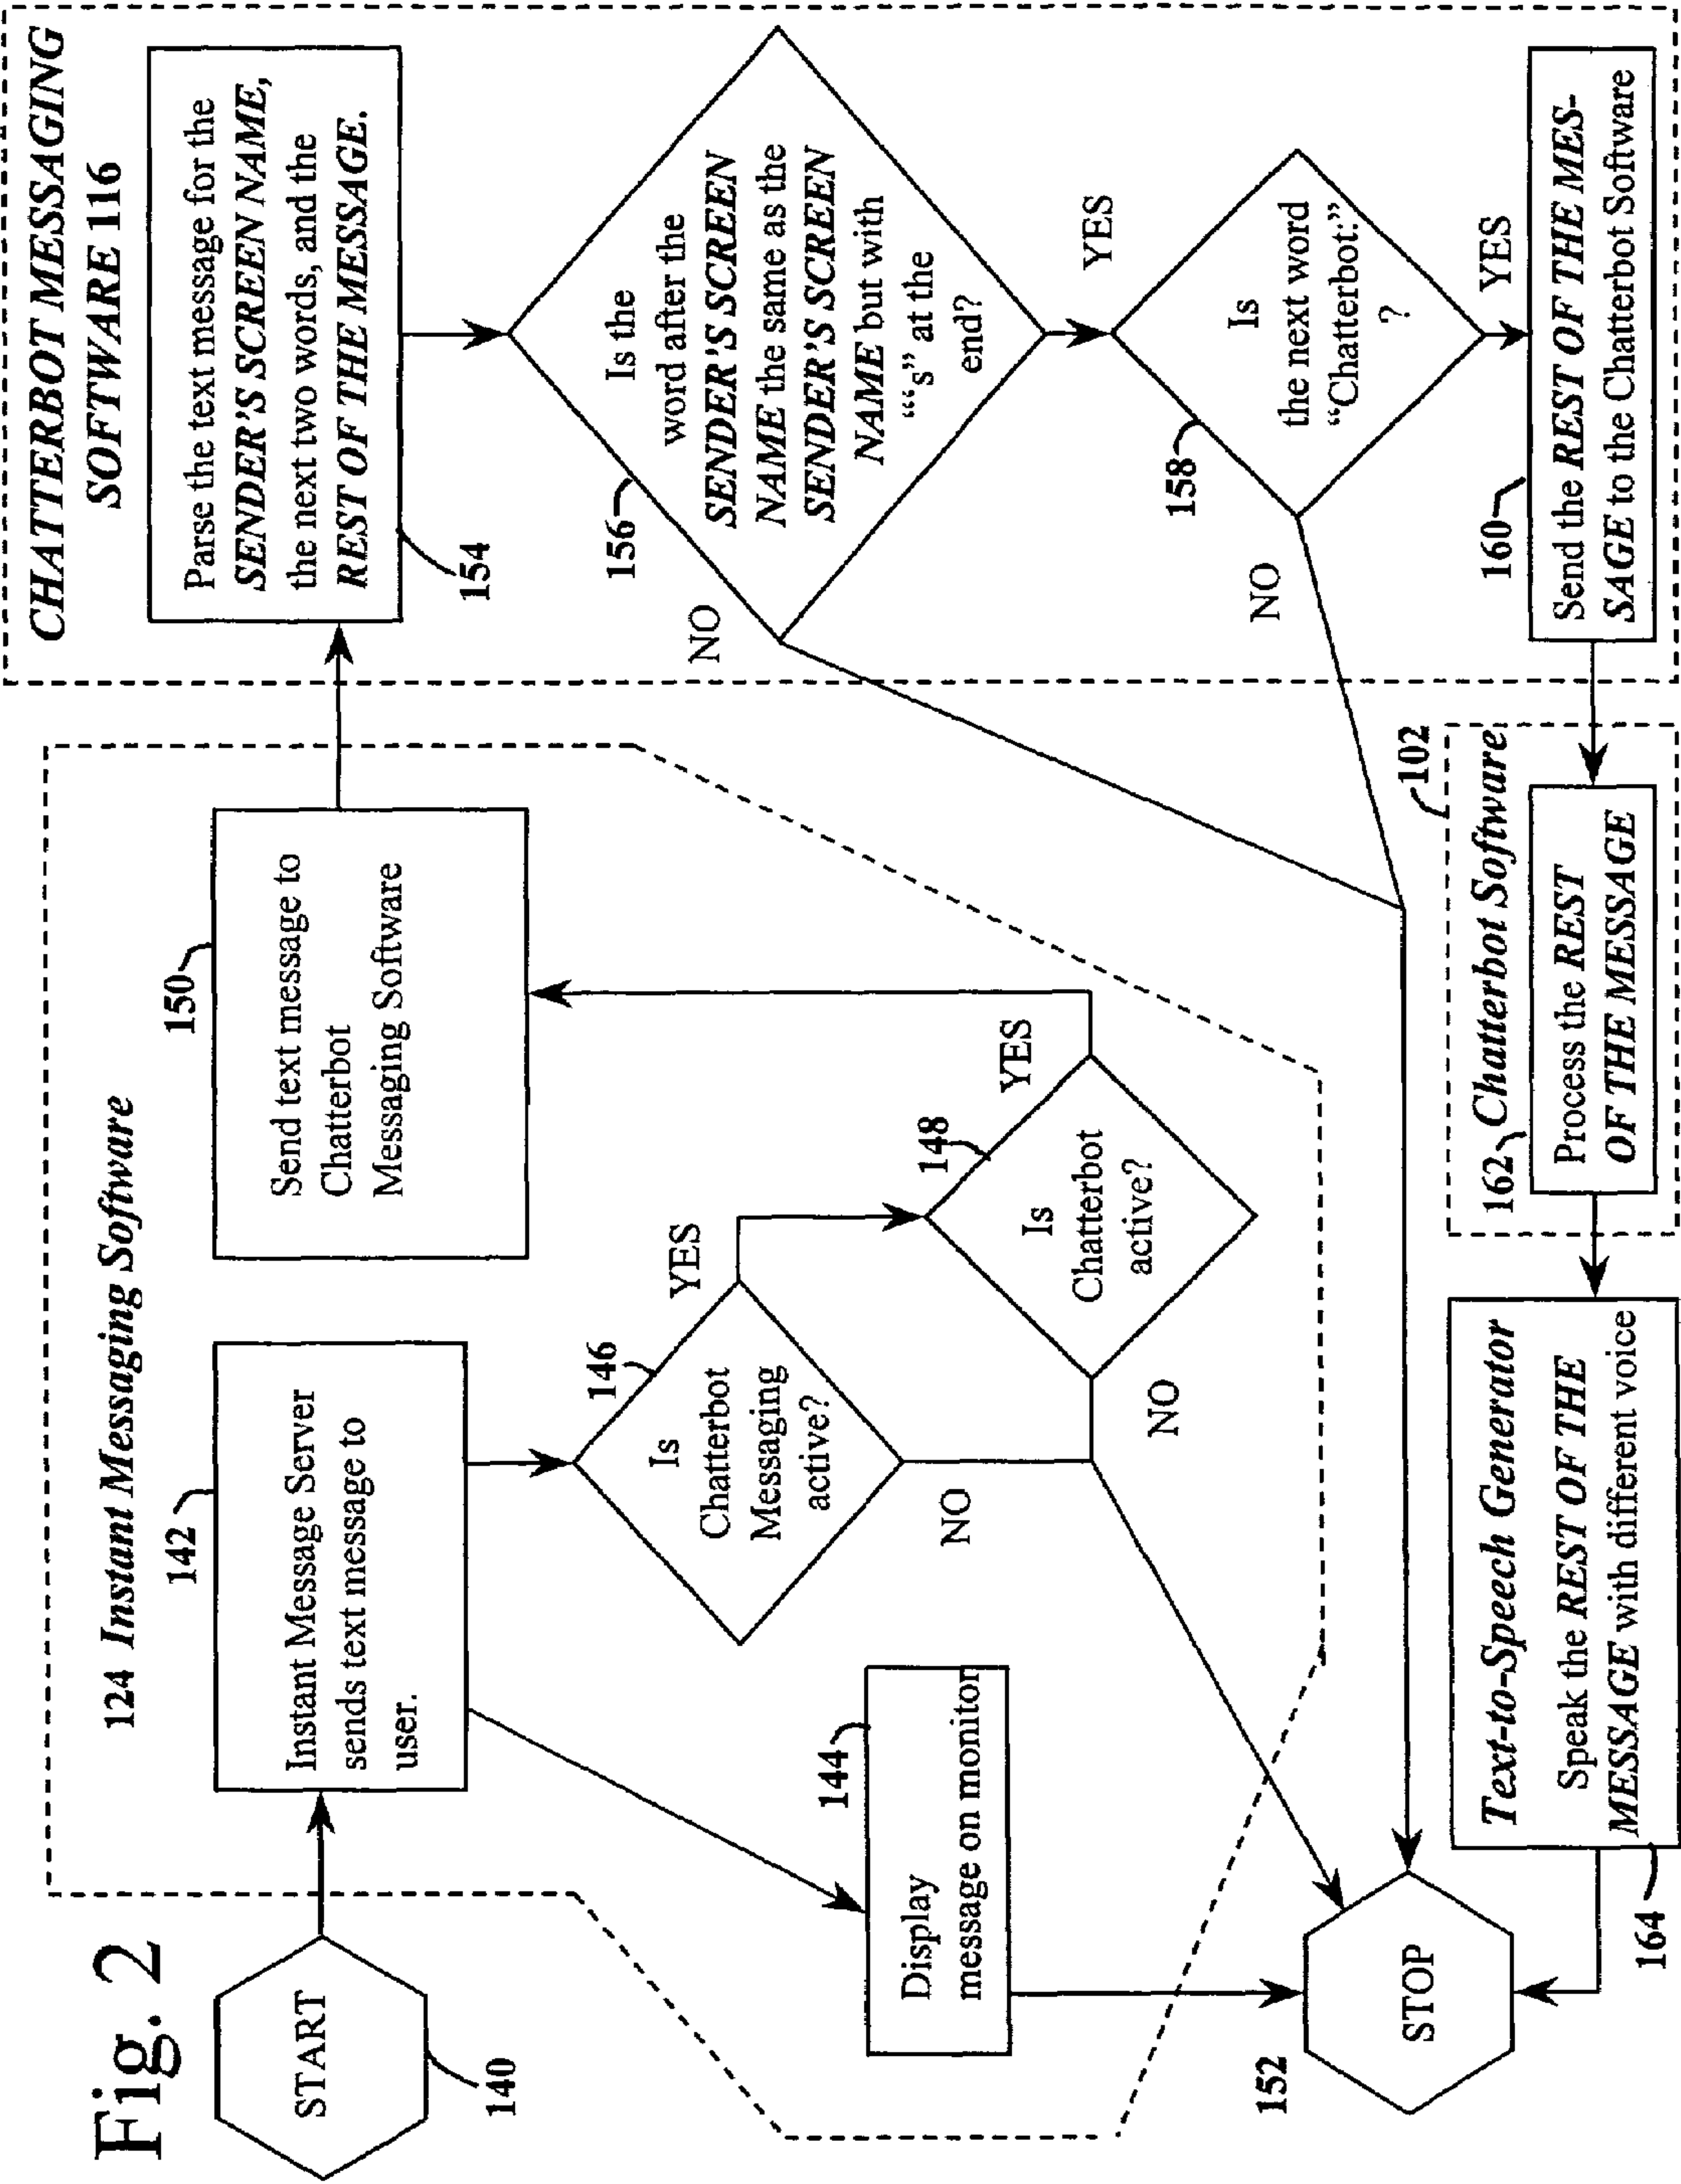 Fig. 2
124 Instant Messaging Software
START
140
142
Instant Message Server
sends text message to
user.
144
Display
message on monitor
146
Is
Chatterbot
Messaging
active?
YES
NO
148
Is
Chatterbot
active?
YES
NO
150
Send text message to
Chatterbot
Messaging Software
152
STOP
CHATTERBOT MESSAGING
SOFTWARE 116
Parse the text message for the
SENDER'S SCREEN NAME,
the next two words, and the
REST OF THE MESSAGE.
154
156
Is the
word after the
SENDER'S SCREEN
NAME the same as the
SENDER'S SCREEN
NAME but with
"'s" at the
end?
NO
YES
158
Is
the next word
"Chatterbot:"
?
NO
YES
160
Send the REST OF THE MES-
SAGE to the Chatterbot Software
102
162 Chatterbot Software
Process the REST
OF THE MESSAGE
Text-to-Speech Generator
Speak the REST OF THE
MESSAGE with different voice
164